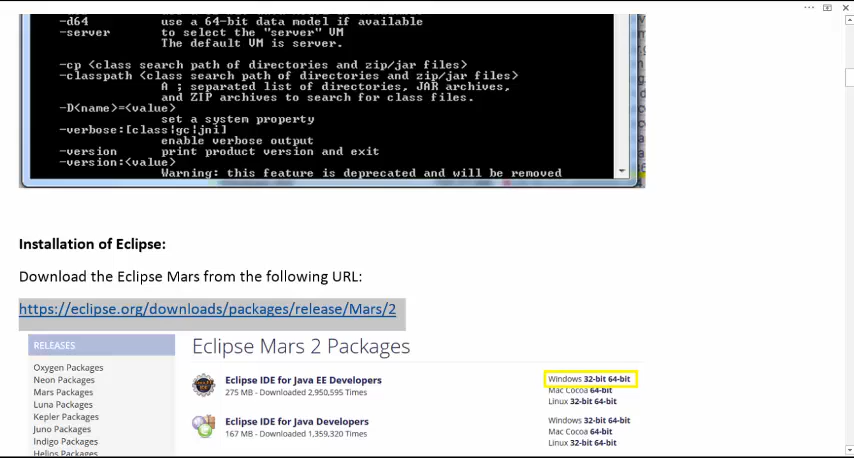 -d64 use a 64-bit data model if available
-server to select the "server" VM
The default VM is server.
-cp <class search path of directories and zip/jar files>
-classpath <class search path of directories and zip/jar files>
A ; separated list of directories, JAR archives,
and ZIP archives to search for class files.
-D<name>=<value>
set a system property
-verbose:[class|gc|jni]
enable verbose output
-version print product version and exit
-version:<value>
Warning: this feature is deprecated and will be removed
Installation of Eclipse:
Download the Eclipse Mars from the following URL:
https://eclipse.org/downloads/packages/release/Mars/2
RELEASES
Oxygen Packages
Neon Packages
Mars Packages
Luna Packages
Kepler Packages
Juno Packages
Indigo Packages
Helios Packages
Eclipse Mars 2 Packages
Eclipse IDE for Java EE Developers
275 MB - Downloaded 2,950,595 Times
Windows 32-bit 64-bit
Mac Cocoa 64-bit
Linux 32-bit 64-bit
Eclipse IDE for Java Developers
167 MB - Downloaded 1,359,320 Times
Windows 32-bit 64-bit
Mac Cocoa 64-bit
Linux 32-bit 64-bit